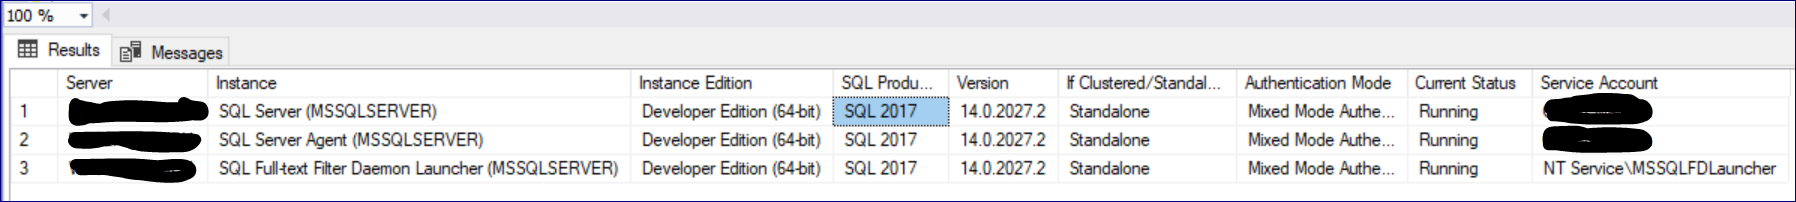 100 %
Results Messages
Server Instance Instance Edition SQL Produ... Version If Clustered/Standal... Authentication Mode Current Status Service Account
1 SQL Server (MSSQLSERVER) Developer Edition (64-bit) SQL 2017 14.0.2027.2 Standalone Mixed Mode Authe... Running
2 SQL Server Agent (MSSQLSERVER) Developer Edition (64-bit) SQL 2017 14.0.2027.2 Standalone Mixed Mode Authe... Running
3 SQL Full-text Filter Daemon Launcher (MSSQLSERVER) Developer Edition (64-bit) SQL 2017 14.0.2027.2 Standalone Mixed Mode Authe... Running NT Service\MSSQLFDLauncher